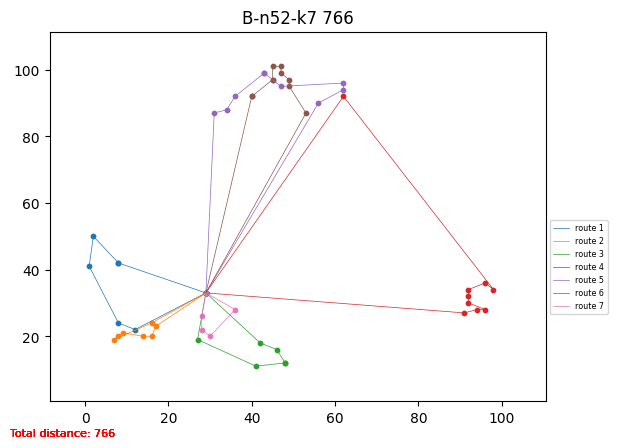 B-n52-k7 766
100
80
60
40
20
0 20 40 60 80 100
route 1
route 2
route 3
route 4
route 5
route 6
route 7
Total distance: 766